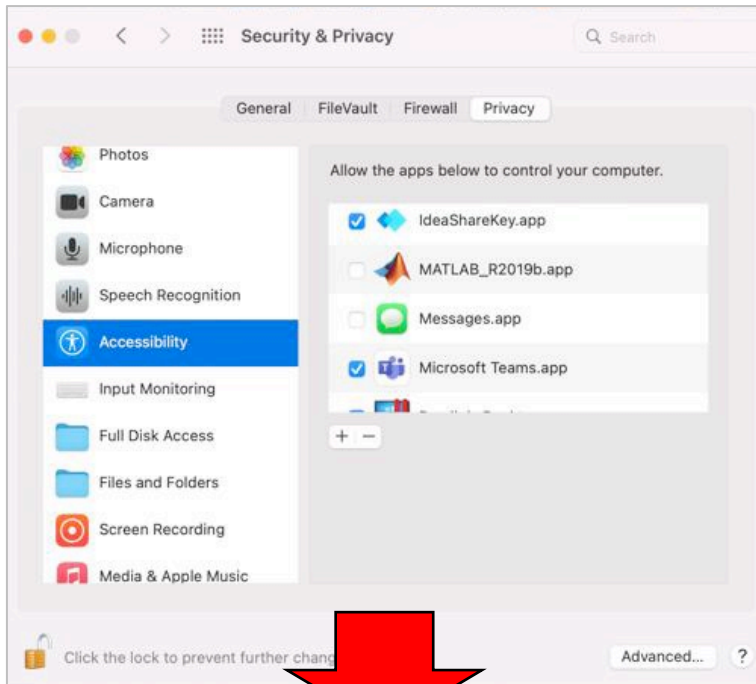 Security & Privacy
Search
General FileVault Firewall Privacy
Photos
Camera
Microphone
Speech Recognition
Accessibility
Input Monitoring
Full Disk Access
Files and Folders
Screen Recording
Media & Apple Music
Allow the apps below to control your computer.
IdeaShareKey.app
MATLAB_R2019b.app
Messages.app
Microsoft Teams.app
+ −
Click the lock to prevent further chang
Advanced... ?